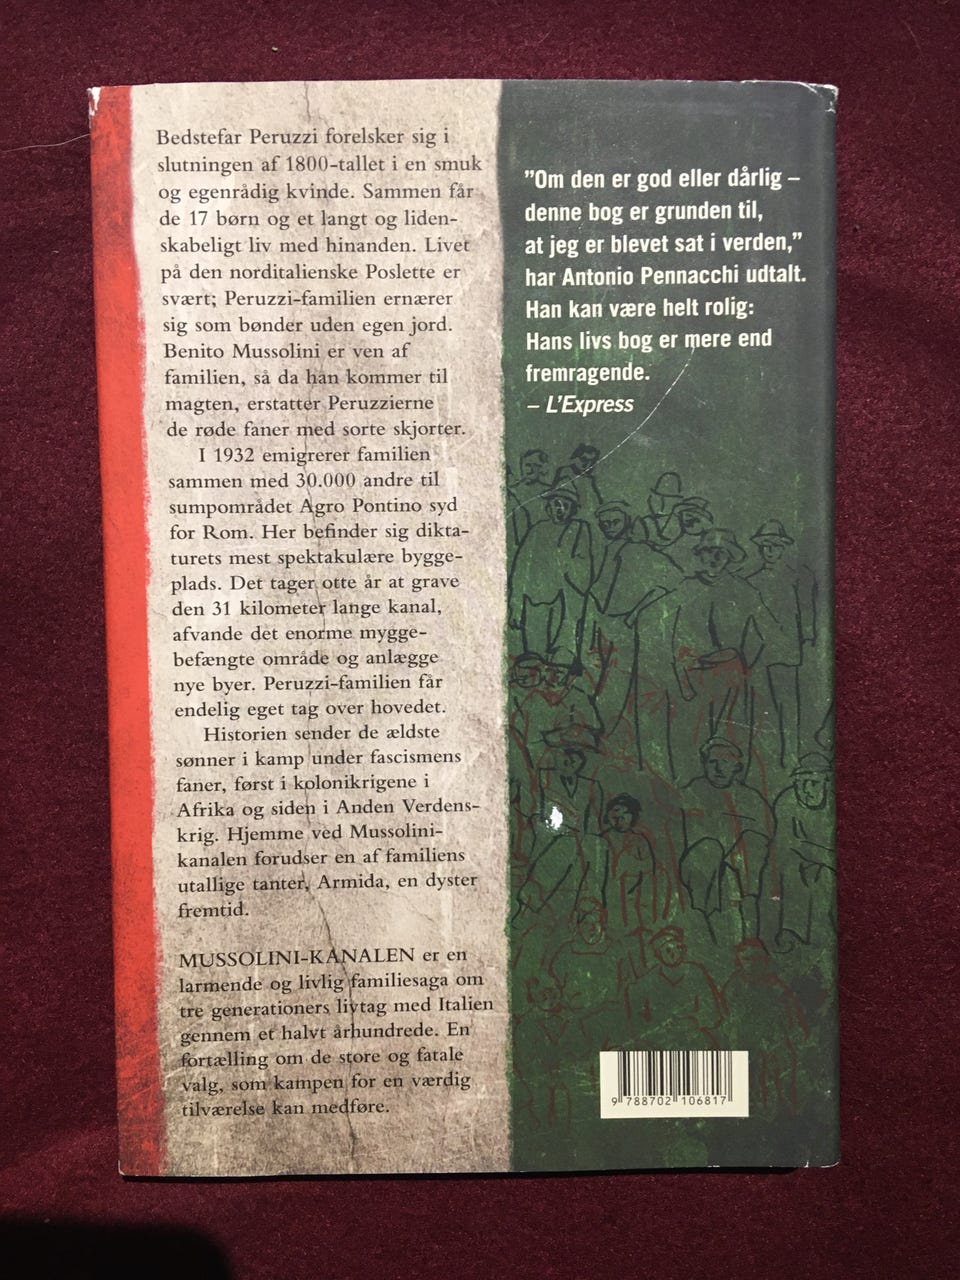 Bedstefar Peruzzi forelsker sig i
slutningen af 1800-tallet i en smuk
og egenrådig kvinde. Sammen får
de 17 børn og et langt og liden-
skabeligt liv med hinanden. Livet
på den norditalienske Poslette er
svært; Peruzzi-familien ernærer
sig som bønder uden egen jord.
Benito Mussolini er ven af
familien, så da han kommer til
magten, erstatter Peruzzierne
de røde faner med sorte skjorter.
I 1932 emigrerer familien
sammen med 30.000 andre til
sumpområdet Agro Pontino syd
for Rom. Her befinder sig dikta-
turets mest spektakulære bygge-
plads. Det tager otte år at grave
den 31 kilometer lange kanal,
afvande det enorme mygge-
befængte område og anlægge
nye byer. Peruzzi-familien får
endelig eget tag over hovedet.
Historien sender de ældste
sønner i kamp under fascismens
faner, først i kolonikrigene i
Afrika og siden i Anden Verdens-
krig. Hjemme ved Mussolini-
kanalen forudser en af familiens
utallige tanter, Armida, en dyster
fremtid.
MUSSOLINI-KANALEN er en
larmende og livlig familiesaga om
tre generationers livtag med Italien
gennem et halvt århundrede. En
fortælling om de store og fatale
valg, som kampen for en værdig
tilværelse kan medføre.
”Om den er god eller dårlig –
denne bog er grunden til,
at jeg er blevet sat i verden,”
har Antonio Pennacchi udtalt.
Han kan være helt rolig:
Hans livs bog er mere end
fremragende.
– L’Express
9 788702 106817